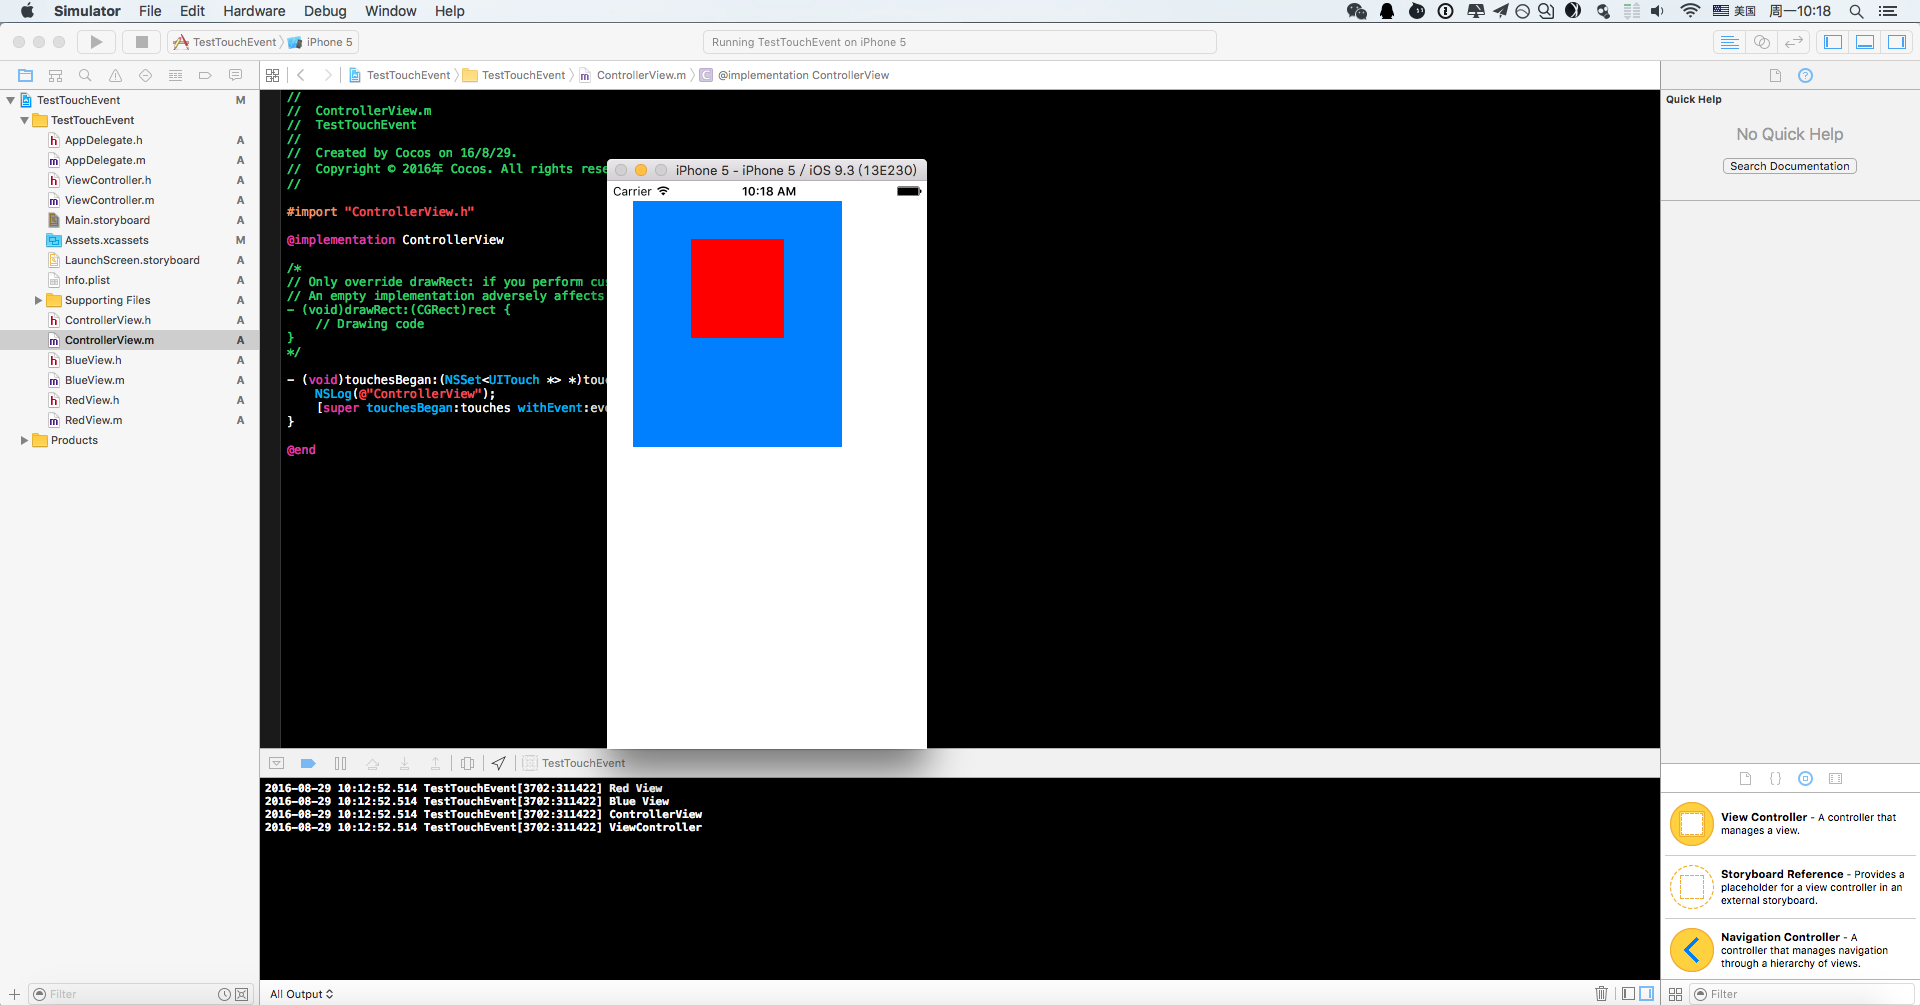 Simulator File Edit Hardware Debug Window Help 美国 周一10:18
TestTouchEvent iPhone 5 Running TestTouchEvent on iPhone 5
TestTouchEvent TestTouchEvent ControllerView.m C @implementation ControllerView
TestTouchEvent M
TestTouchEvent
h AppDelegate.h A
m AppDelegate.m A
h ViewController.h A
m ViewController.m A
Main.storyboard A
Assets.xcassets M
LaunchScreen.storyboard A
Info.plist A
Supporting Files A
h ControllerView.h A
m ControllerView.m A
h BlueView.h A
m BlueView.m A
h RedView.h A
m RedView.m A
Products
Filter
//
// ControllerView.m
// TestTouchEvent
//
// Created by Cocos on 16/8/29.
// Copyright © 2016年 Cocos. All rights rese
//
#import "ControllerView.h"
@implementation ControllerView
/*
// Only override drawRect: if you perform cus
// An empty implementation adversely affects
- (void)drawRect:(CGRect)rect {
// Drawing code
}
*/
- (void)touchesBegan:(NSSet<UITouch *> *)tou
NSLog(@"ControllerView");
[super touchesBegan:touches withEvent:eve
}
@end
iPhone 5 - iPhone 5 / iOS 9.3 (13E230)
Carrier 10:18 AM
TestTouchEvent
2016-08-29 10:12:52.514 TestTouchEvent[3702:311422] Red View
2016-08-29 10:12:52.514 TestTouchEvent[3702:311422] Blue View
2016-08-29 10:12:52.514 TestTouchEvent[3702:311422] ControllerView
2016-08-29 10:12:52.514 TestTouchEvent[3702:311422] ViewController
All Output
Quick Help
No Quick Help
Search Documentation
{}
View Controller - A controller that
manages a view.
Storyboard Reference - Provides a
placeholder for a view controller in an
external storyboard.
Navigation Controller - A
controller that manages navigation
through a hierarchy of views.
Filter